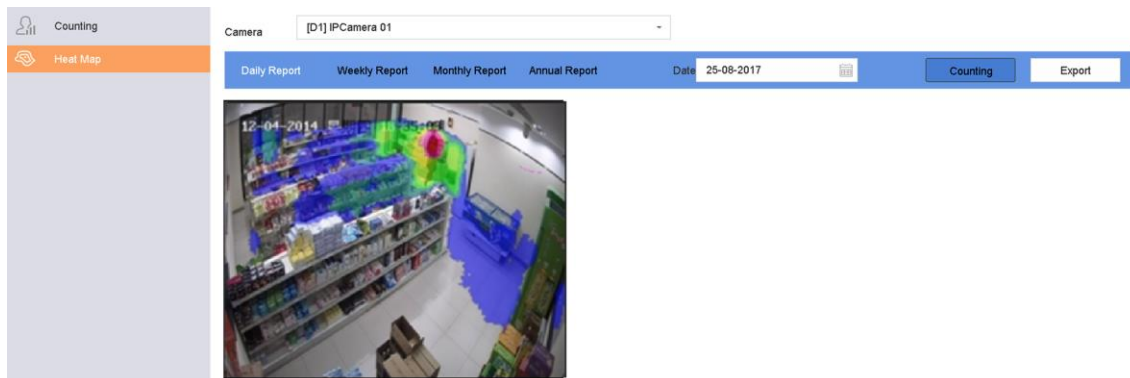 Counting
Heat Map
Camera [D1] IPCamera 01
Daily Report Weekly Report Monthly Report Annual Report Date 25-08-2017 Counting Export
12-04-2014